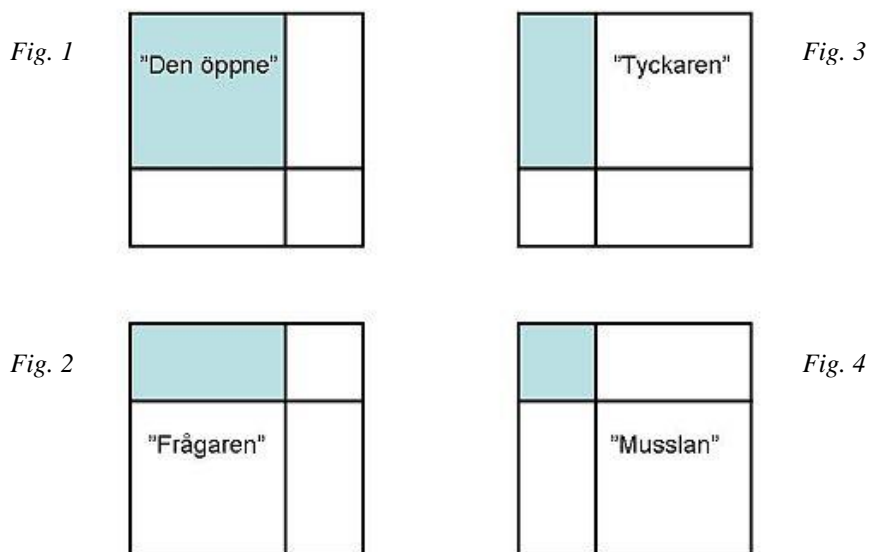 Fig. 1
"Den öppne"
"Tyckaren"
Fig. 3
Fig. 2
"Frågaren"
"Musslan"
Fig. 4